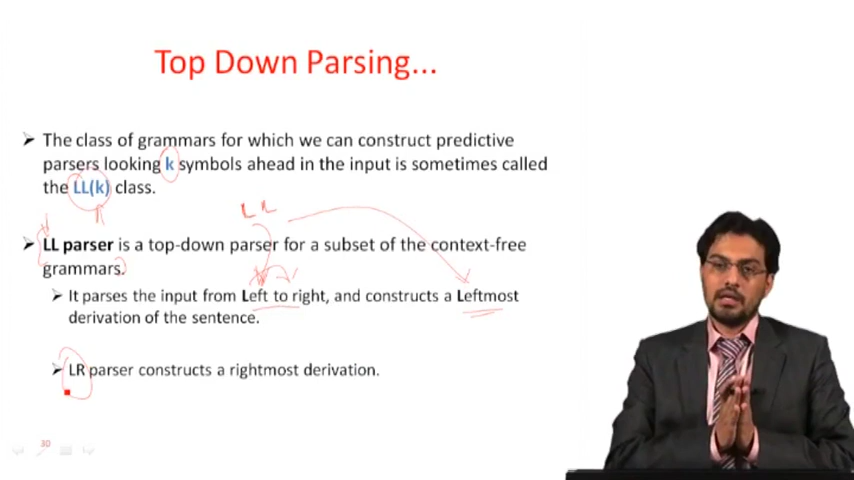 Top Down Parsing...
➢ The class of grammars for which we can construct predictive
parsers looking k symbols ahead in the input is sometimes called
the LL(k) class.
LL
➢ LL parser is a top-down parser for a subset of the context-free
grammars.
➢ It parses the input from Left to right, and constructs a Leftmost
derivation of the sentence.
➢ LR parser constructs a rightmost derivation.
30